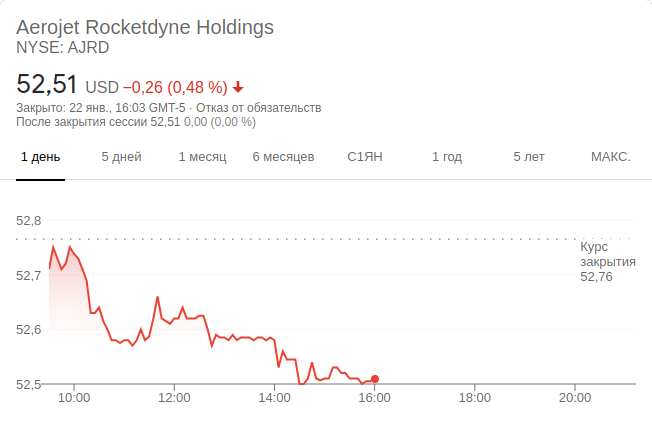 Aerojet Rocketdyne Holdings
NYSE: AJRD
52,51 USD −0,26 (0,48 %)
Закрыто: 22 янв., 16:03 GMT-5 · Отказ от обязательств
После закрытия сессии 52,51 0,00 (0,00 %)
1 день 5 дней 1 месяц 6 месяцев С1ЯН 1 год 5 лет МАКС.
52,8
Курс
закрытия
52,76
52,7
52,6
52,5
10:00 12:00 14:00 16:00 18:00 20:00